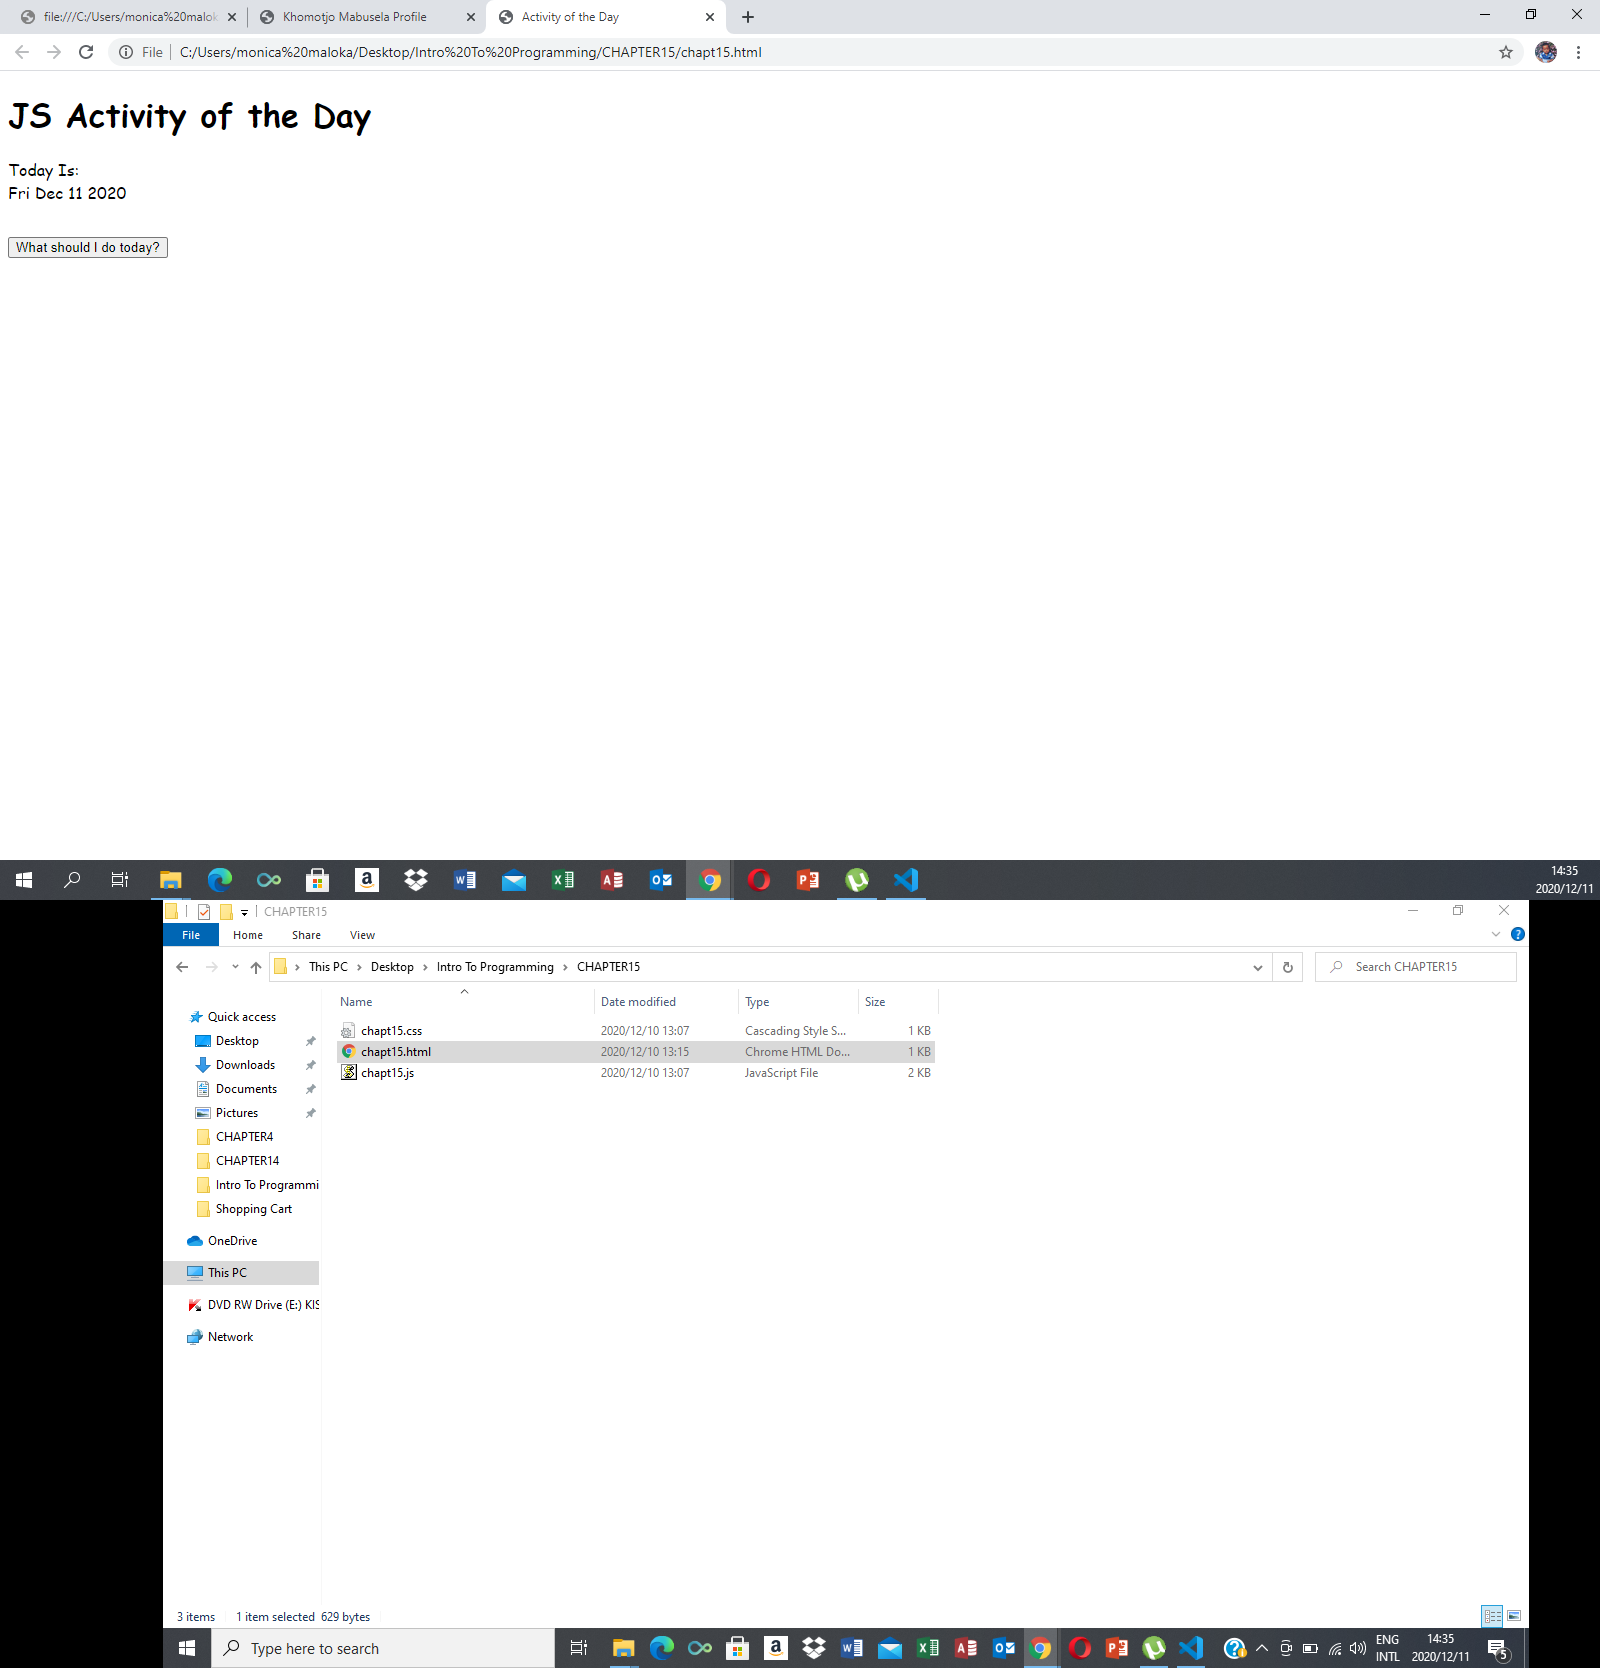 file:///C:/Users/monica%20malok
Khomotjo Mabusela Profile
Activity of the Day
File
C:/Users/monica%20maloka/Desktop/Intro%20To%20Programming/CHAPTER15/chapt15.html
JS Activity of the Day
Today Is:
Fri Dec 11 2020
What should I do today?
14:35
2020/12/11
CHAPTER15
File Home Share View
This PC > Desktop > Intro To Programming > CHAPTER15
Search CHAPTER15
Name Date modified Type Size
chapt15.css 2020/12/10 13:07 Cascading Style S... 1 KB
chapt15.html 2020/12/10 13:15 Chrome HTML Do... 1 KB
chapt15.js 2020/12/10 13:07 JavaScript File 2 KB
Quick access
Desktop
Downloads
Documents
Pictures
CHAPTER4
CHAPTER14
Intro To Programmi
Shopping Cart
OneDrive
This PC
DVD RW Drive (E:) KIS
Network
3 items 1 item selected 629 bytes
Type here to search
ENG
INTL
14:35
2020/12/11
5